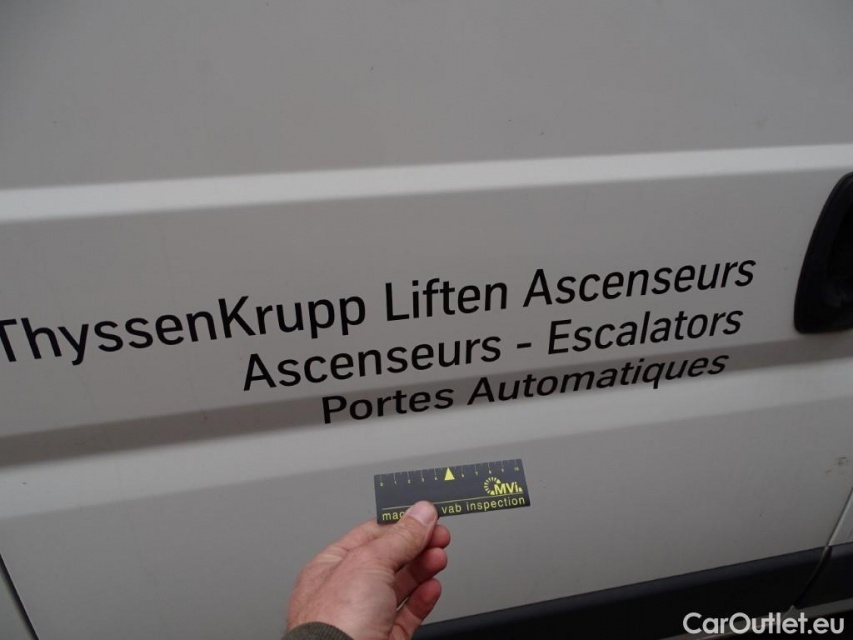 ThyssenKrupp Liften Ascenseurs
Ascenseurs - Escalators
Portes Automatiques
MVi.
vab inspection
CarOutlet.eu